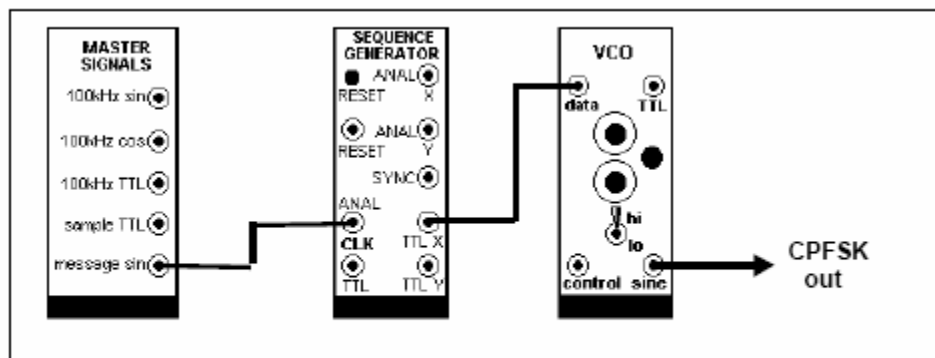 MASTER
SIGNALS
100kHz sin
100kHz cos
100kHz TTL
sample TTL
message sin
SEQUENCE
GENERATOR
ANAL
RESET X
ANAL
RESET Y
SYNC
ANAL
CLK
TTL X
TTL TTL Y
VCO
data TTL
hi
lo
control sine
CPFSK
out